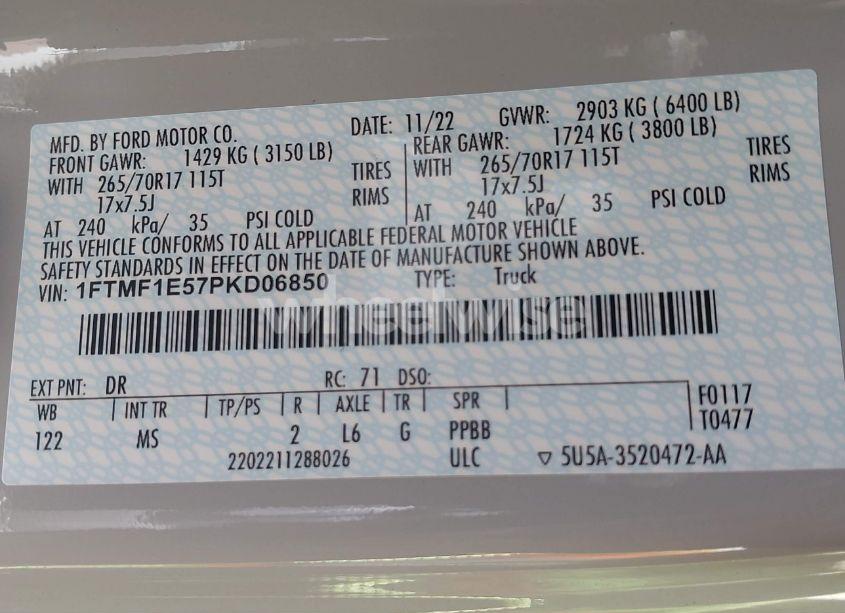 MFD. BY FORD MOTOR CO. DATE: 11/22 GVWR: 2903 KG ( 6400 LB)
FRONT GAWR: 1429 KG ( 3150 LB) REAR GAWR: 1724 KG ( 3800 LB)
WITH 265/70R17 115T TIRES WITH 265/70R17 115T TIRES
17x7.5J RIMS 17x7.5J RIMS
AT 240 kPa/ 35 PSI COLD AT 240 kPa/ 35 PSI COLD
THIS VEHICLE CONFORMS TO ALL APPLICABLE FEDERAL MOTOR VEHICLE
SAFETY STANDARDS IN EFFECT ON THE DATE OF MANUFACTURE SHOWN ABOVE.
VIN: 1FTMF1E57PKD06850 TYPE: Truck
wheelwise
EXT PNT: DR RC: 71 DSO:
WB INT TR TP/PS R AXLE TR SPR F0117
122 MS 2 L6 G PPBB T0477
2202211288026 ULC 5U5A-3520472-AA